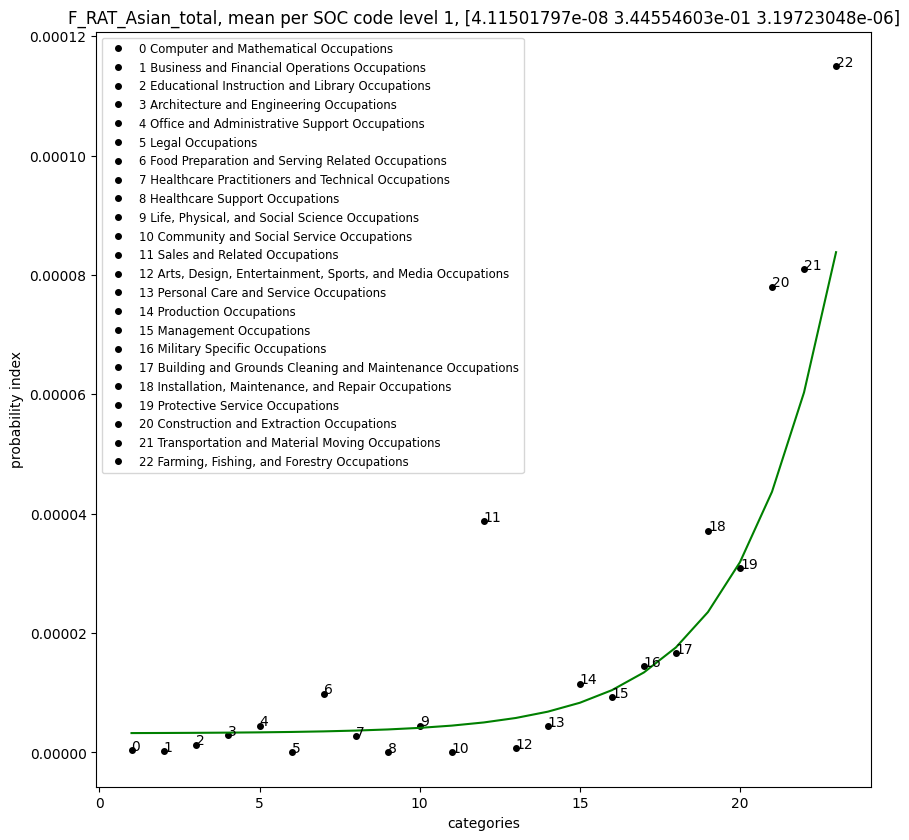 F_RAT_Asian_total, mean per SOC code level 1, [4.11501797e-08 3.44554603e-01 3.19723048e-06]
0.00012
0.00010
0.00008
0.00006
0.00004
0.00002
0.00000
probability index
0 Computer and Mathematical Occupations
1 Business and Financial Operations Occupations
2 Educational Instruction and Library Occupations
3 Architecture and Engineering Occupations
4 Office and Administrative Support Occupations
5 Legal Occupations
6 Food Preparation and Serving Related Occupations
7 Healthcare Practitioners and Technical Occupations
8 Healthcare Support Occupations
9 Life, Physical, and Social Science Occupations
10 Community and Social Service Occupations
11 Sales and Related Occupations
12 Arts, Design, Entertainment, Sports, and Media Occupations
13 Personal Care and Service Occupations
14 Production Occupations
15 Management Occupations
16 Military Specific Occupations
17 Building and Grounds Cleaning and Maintenance Occupations
18 Installation, Maintenance, and Repair Occupations
19 Protective Service Occupations
20 Construction and Extraction Occupations
21 Transportation and Material Moving Occupations
22 Farming, Fishing, and Forestry Occupations
0
1
2
3
4
5
6
7
8
9
10
11
12
13
14
15
16
17
18
19
20
21
22
0
5
10
15
20
categories